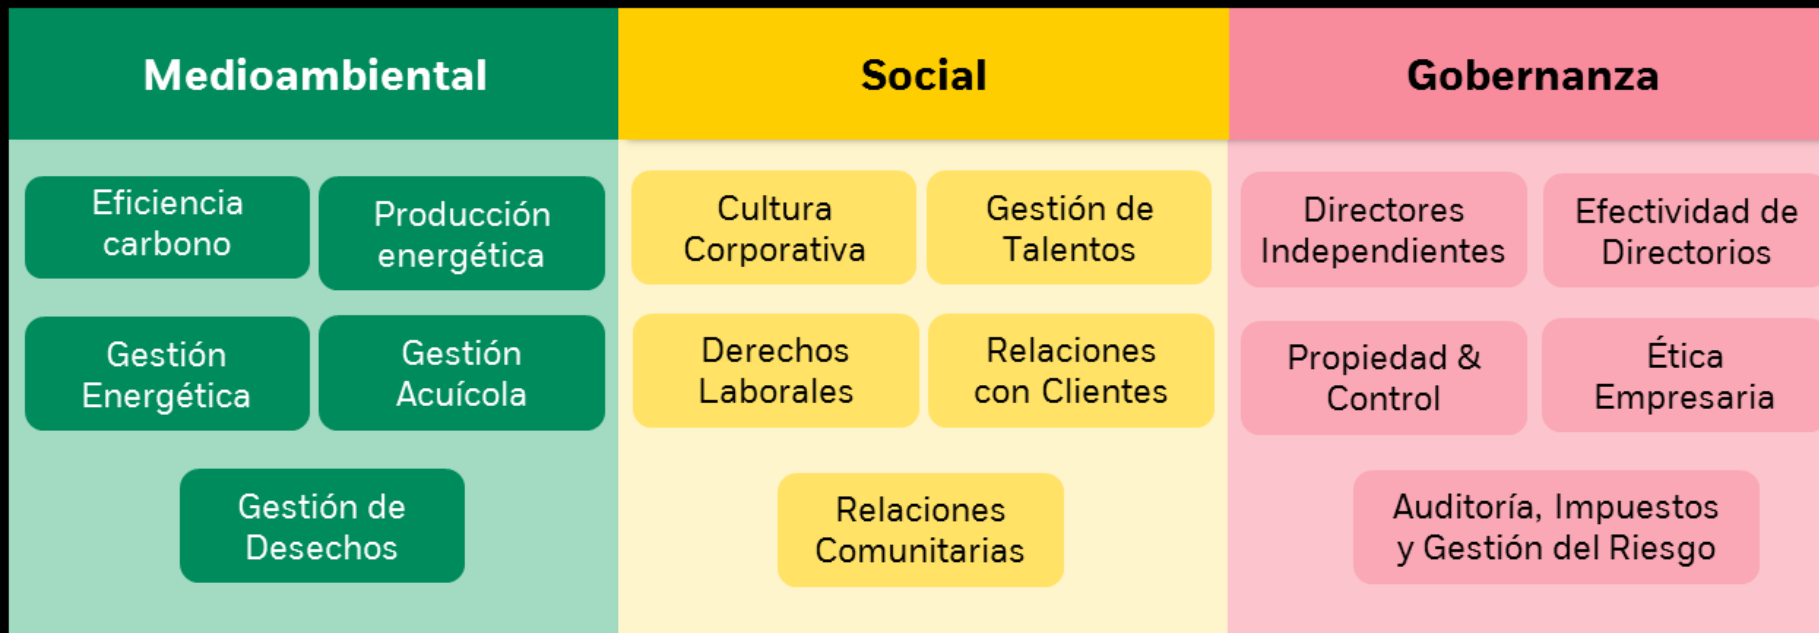 Medioambiental
Social
Gobernanza
Eficiencia
carbono
Producción
energética
Gestión
Energética
Gestión
Acuícola
Gestión de
Desechos
Cultura
Corporativa
Gestión de
Talentos
Derechos
Laborales
Relaciones
con Clientes
Relaciones
Comunitarias
Directores
Independientes
Efectividad de
Directorios
Propiedad &
Control
Ética
Empresaria
Auditoría, Impuestos
y Gestión del Riesgo